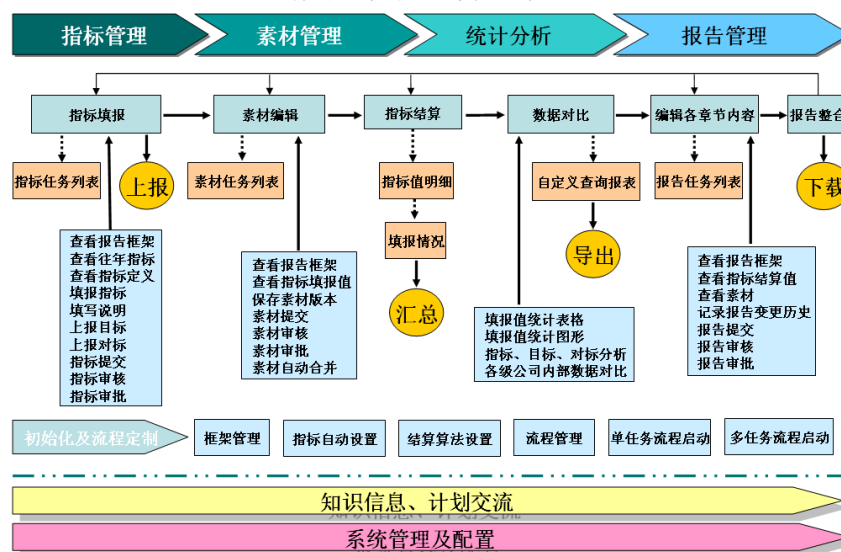 指标管理
素材管理
统计分析
报告管理
指标填报
素材编辑
指标结算
数据对比
编辑各章节内容
报告整合
指标任务列表
上报
素材任务列表
指标值明细
自定义查询报表
报告任务列表
下载
填报情况
导出
汇总
查看报告框架
查看往年指标
查看指标定义
填报指标
填写说明
上报目标
上报对标
指标提交
指标审核
指标审批
查看报告框架
查看指标填报值
保存素材版本
素材提交
素材审核
素材审批
素材自动合并
填报值统计表格
填报值统计图形
指标、目标、对标分析
各级公司内部数据对比
查看报告框架
查看指标结算值
查看素材
记录报告变更历史
报告提交
报告审核
报告审批
初始化及流程定制
框架管理
指标自动设置
结算算法设置
流程管理
单任务流程启动
多任务流程启动
知识信息、计划交流
系统管理及配置